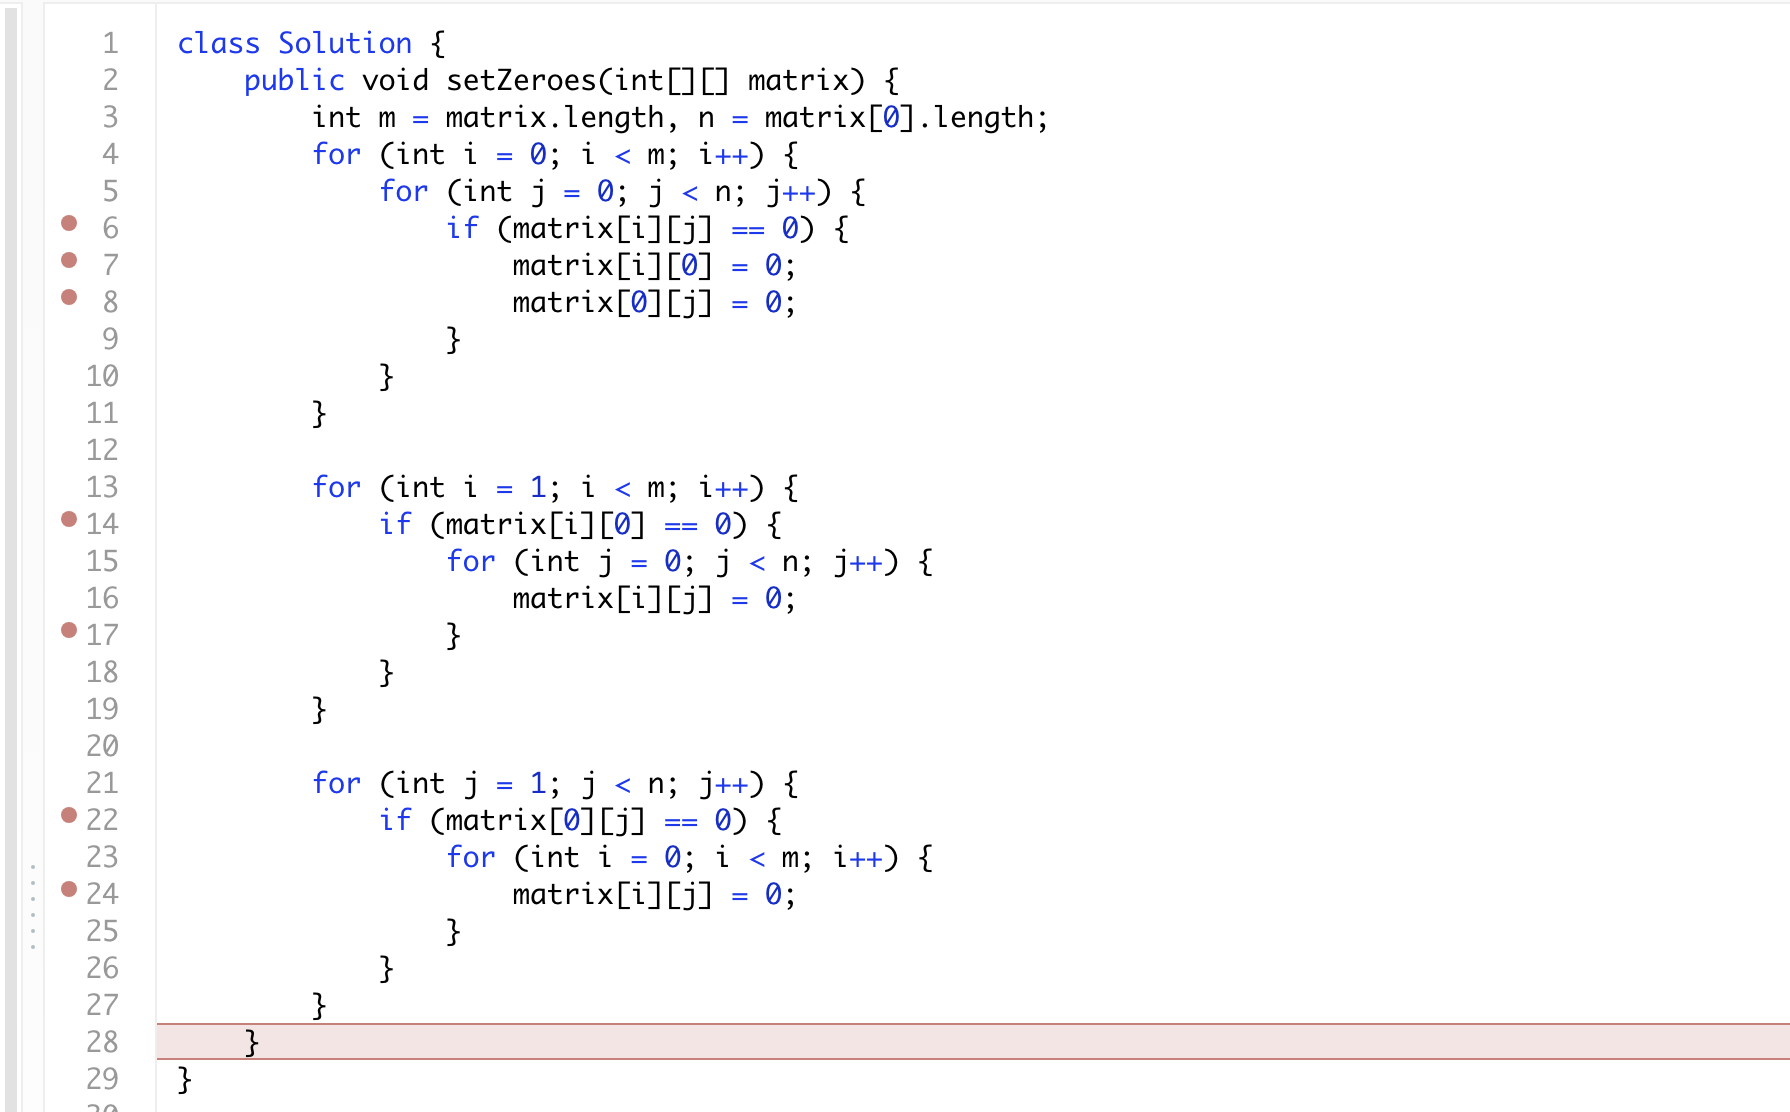 1 class Solution {
2 public void setZeroes(int[][] matrix) {
3 int m = matrix.length, n = matrix[0].length;
4 for (int i = 0; i < m; i++) {
5 for (int j = 0; j < n; j++) {
6 if (matrix[i][j] == 0) {
7 matrix[i][0] = 0;
8 matrix[0][j] = 0;
9 }
10 }
11 }
12
13 for (int i = 1; i < m; i++) {
14 if (matrix[i][0] == 0) {
15 for (int j = 0; j < n; j++) {
16 matrix[i][j] = 0;
17 }
18 }
19 }
20
21 for (int j = 1; j < n; j++) {
22 if (matrix[0][j] == 0) {
23 for (int i = 0; i < m; i++) {
24 matrix[i][j] = 0;
25 }
26 }
27 }
28 }
29 }
30